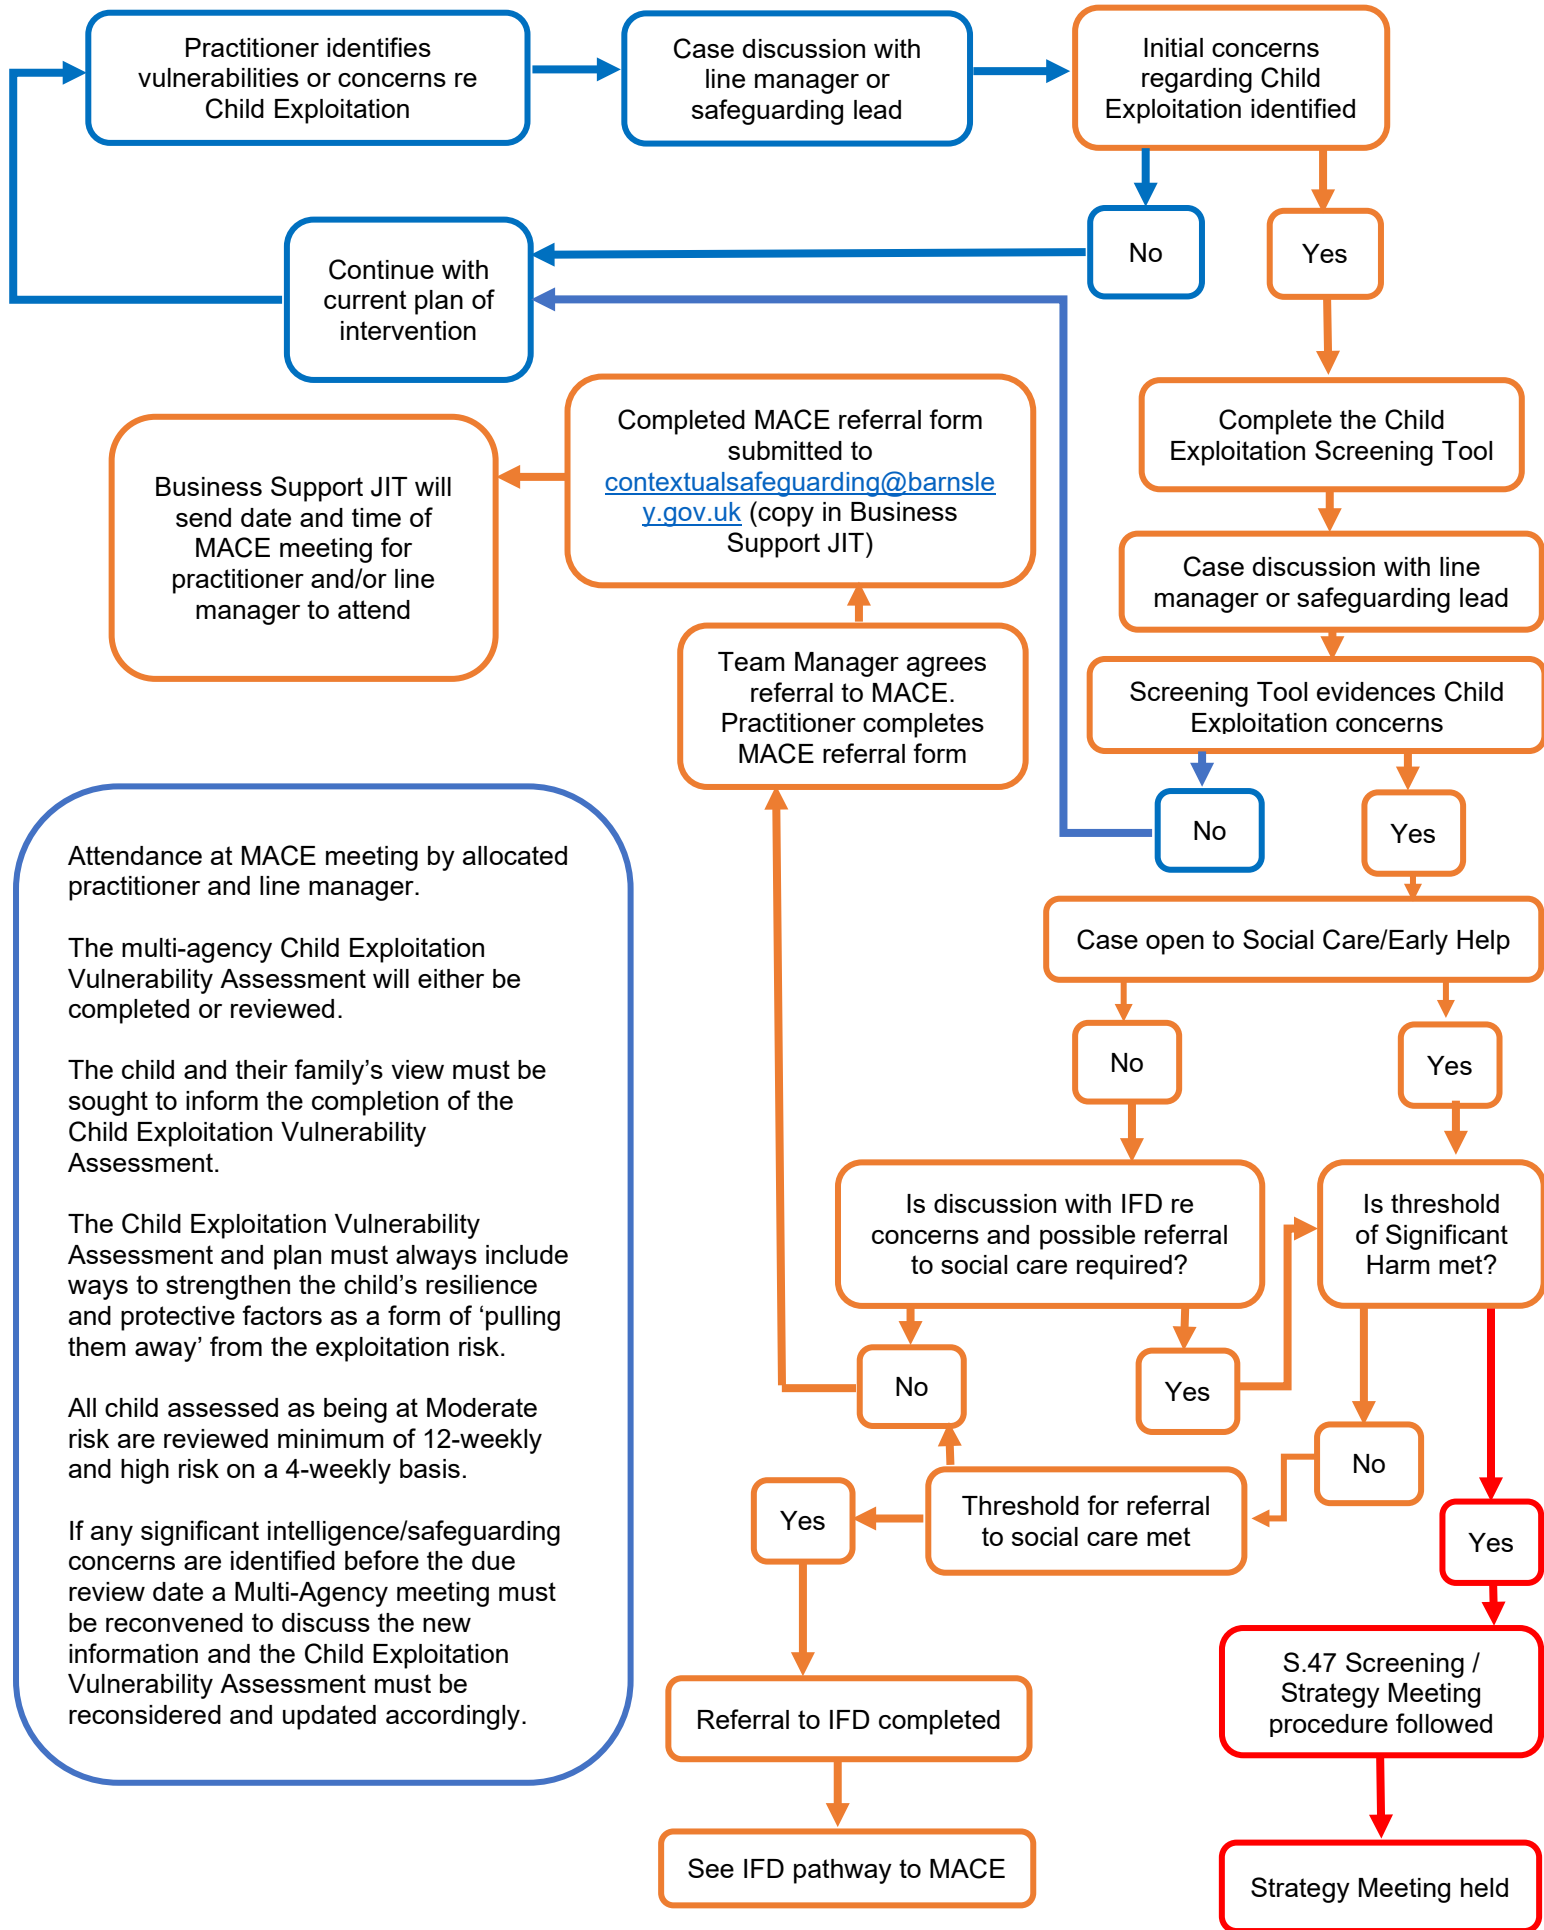 Practitioner identifies
vulnerabilities or concerns re
Child Exploitation
Case discussion with
line manager or
safeguarding lead
Initial concerns
regarding Child
Exploitation identified
No
Yes
Continue with
current plan of
intervention
Complete the Child
Exploitation Screening Tool
Completed MACE referral form
submitted to
contextualsafeguarding@barnsle
y.gov.uk (copy in Business
Support JIT)
Business Support JIT will
send date and time of
MACE meeting for
practitioner and/or line
manager to attend
Case discussion with line
manager or safeguarding lead
Team Manager agrees
referral to MACE.
Practitioner completes
MACE referral form
Screening Tool evidences Child
Exploitation concerns
No
Yes
Attendance at MACE meeting by allocated
practitioner and line manager.
The multi-agency Child Exploitation
Vulnerability Assessment will either be
completed or reviewed.
The child and their family’s view must be
sought to inform the completion of the
Child Exploitation Vulnerability
Assessment.
The Child Exploitation Vulnerability
Assessment and plan must always include
ways to strengthen the child’s resilience
and protective factors as a form of ‘pulling
them away’ from the exploitation risk.
All child assessed as being at Moderate
risk are reviewed minimum of 12-weekly
and high risk on a 4-weekly basis.
If any significant intelligence/safeguarding
concerns are identified before the due
review date a Multi-Agency meeting must
be reconvened to discuss the new
information and the Child Exploitation
Vulnerability Assessment must be
reconsidered and updated accordingly.
Case open to Social Care/Early Help
No
Yes
Is discussion with IFD re
concerns and possible referral
to social care required?
Is threshold
of Significant
Harm met?
No
Yes
No
Threshold for referral
to social care met
Yes
Yes
Referral to IFD completed
S.47 Screening /
Strategy Meeting
procedure followed
See IFD pathway to MACE
Strategy Meeting held